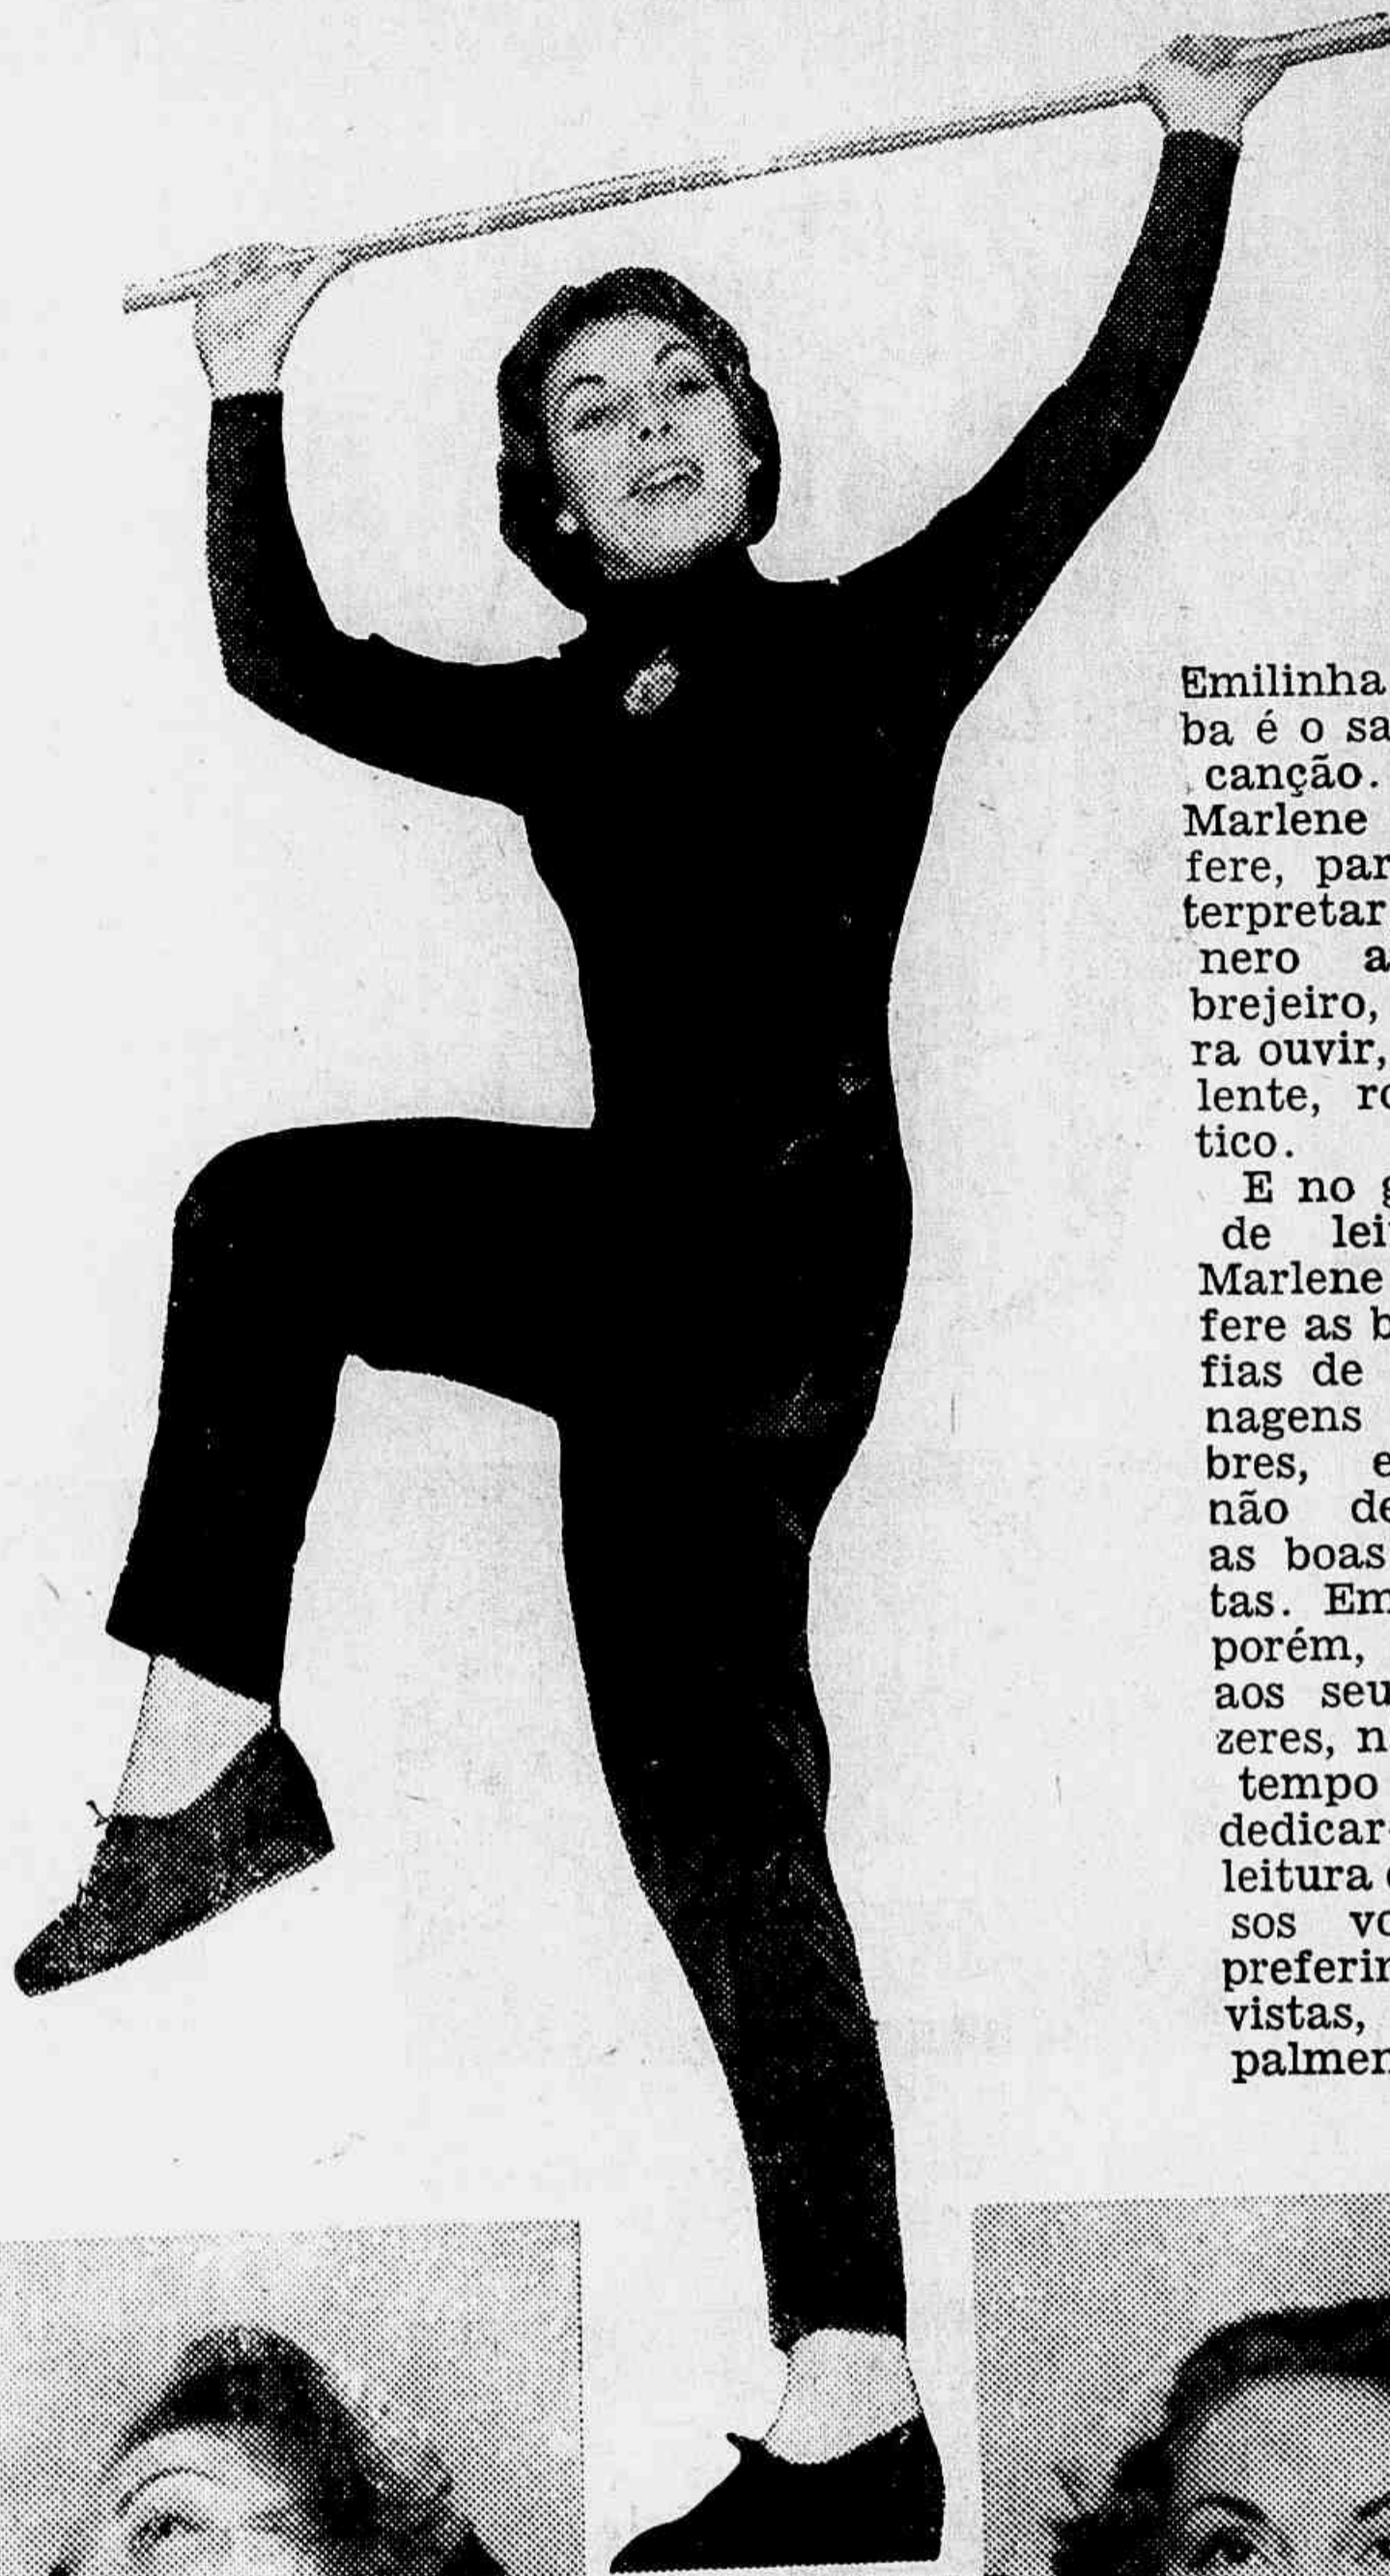 Emilinha
ba é o sa
canção.
Marlene
fere, par
terpretar
nero a
brejeiro,
ra ouvir,
lente, ro
tico.
E no g
de lei
Marlene
fere as b
fias de
nagens
bres, e
não de
as boas
tas. Em
porém,
aos seu
zeres, n
tempo
dedicar-
leitura
sos vo
preferin
vistas,
palmen